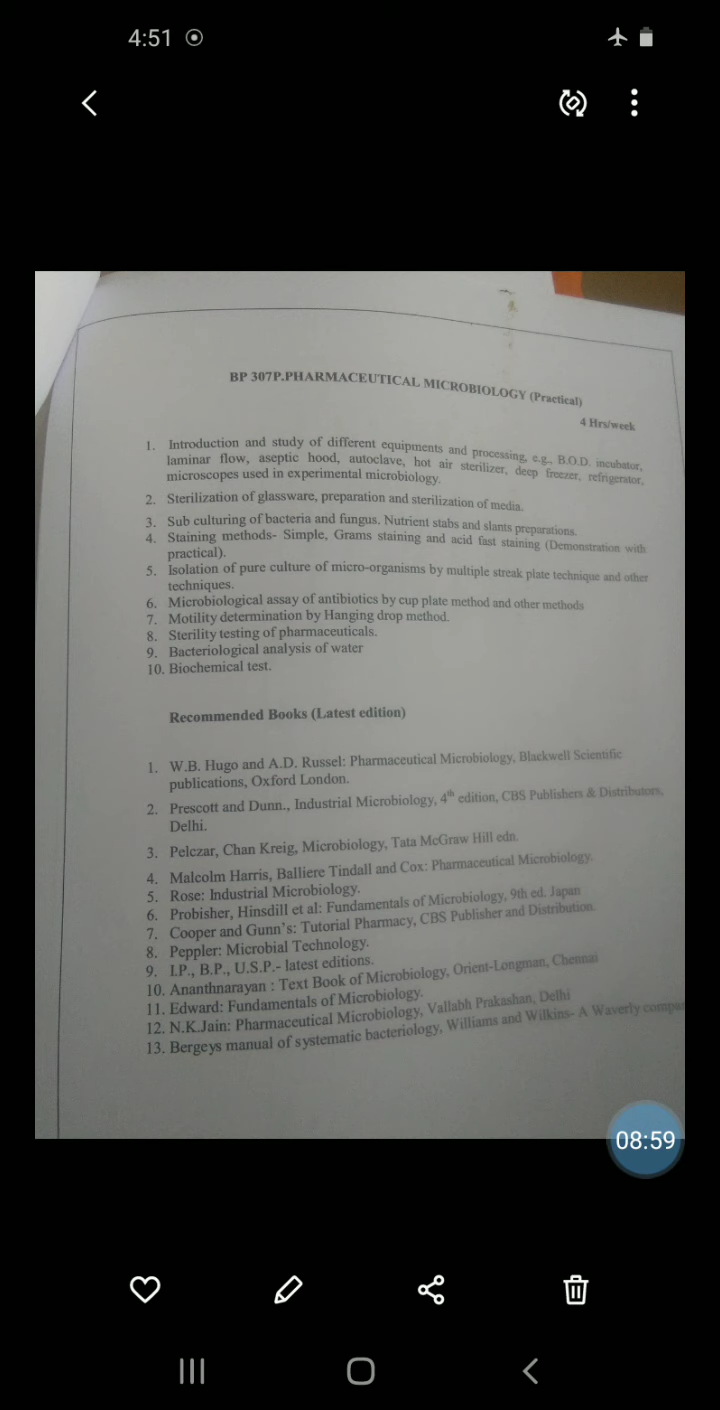 4:51
BP 307P.PHARMACEUTICAL MICROBIOLOGY (Practical)
4 Hrs/week
1. Introduction and study of different equipments and processing, e.g., B.O.D. incubator,
laminar flow, aseptic hood, autoclave, hot air sterilizer, deep freezer, refrigerator,
microscopes used in experimental microbiology.
2. Sterilization of glassware, preparation and sterilization of media.
3. Sub culturing of bacteria and fungus. Nutrient stabs and slants preparations.
4. Staining methods- Simple, Grams staining and acid fast staining (Demonstration with
practical).
5. Isolation of pure culture of micro-organisms by multiple streak plate technique and other
techniques.
6. Microbiological assay of antibiotics by cup plate method and other methods
7. Motility determination by Hanging drop method.
8. Sterility testing of pharmaceuticals.
9. Bacteriological analysis of water
10. Biochemical test.
Recommended Books (Latest edition)
1. W.B. Hugo and A.D. Russel: Pharmaceutical Microbiology, Blackwell Scientific
publications, Oxford London.
2. Prescott and Dunn., Industrial Microbiology, 4th edition, CBS Publishers & Distributors,
Delhi.
3. Pelczar, Chan Kreig, Microbiology, Tata McGraw Hill edn.
4. Malcolm Harris, Balliere Tindall and Cox: Pharmaceutical Microbiology.
5. Rose: Industrial Microbiology.
6. Probisher, Hinsdill et al: Fundamentals of Microbiology, 9th ed. Japan
7. Cooper and Gunn's: Tutorial Pharmacy, CBS Publisher and Distribution.
8. Peppler: Microbial Technology.
9. I.P., B.P., U.S.P.- latest editions.
10. Ananthnarayan : Text Book of Microbiology, Orient-Longman, Chennai
11. Edward: Fundamentals of Microbiology.
12. N.K.Jain: Pharmaceutical Microbiology, Vallabh Prakashan, Delhi
13. Bergeys manual of systematic bacteriology, Williams and Wilkins- A Waverly compan
08:59